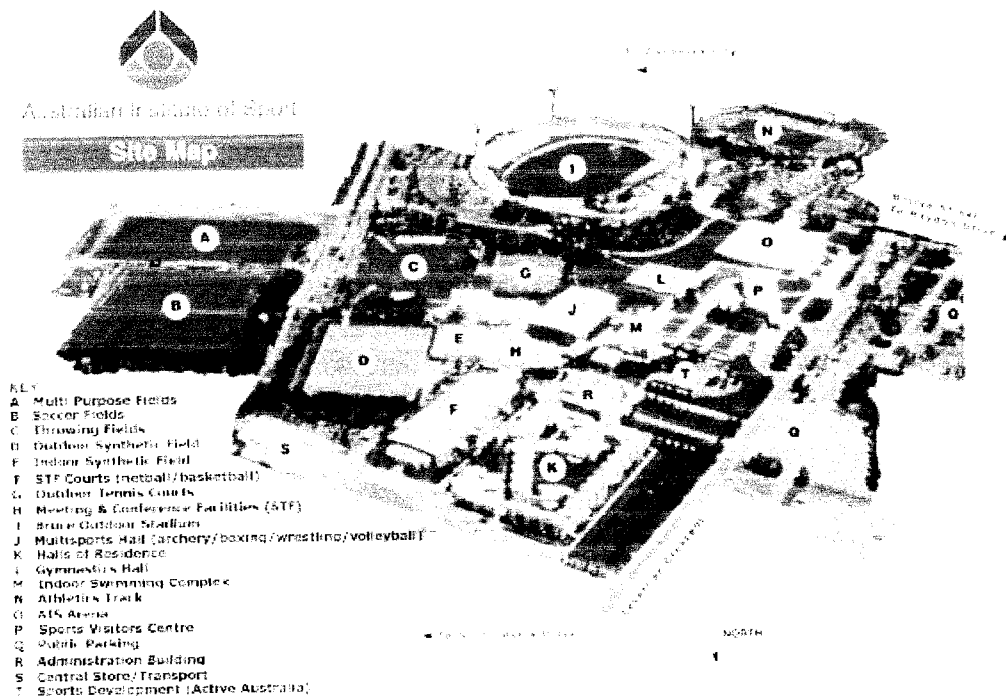 Australian Institute of Sport
Site Map
N
I
A
O
C
G
L
P
B
J
Q
M
E
H
D
T
R
F
Q
S
K
KEY
A Multi Purpose Fields
B Soccer Fields
C Throwing Fields
D Outdoor Synthetic Field
E Indoor Synthetic Field
F STF Courts (netball/basketball)
G Outdoor Tennis Courts
H Meeting & Conference Facilities (STF)
I Bruce Outdoor Stadium
J Multisports Hall (archery/boxing/wrestling/volleyball)
K Halls of Residence
L Gymnastics Hall
M Indoor Swimming Complex
N Athletics Track
O AIS Arena
P Sports Visitors Centre
Q Public Parking
R Administration Building
S Central Store/Transport
T Sports Development (Active Australia)
NORTH